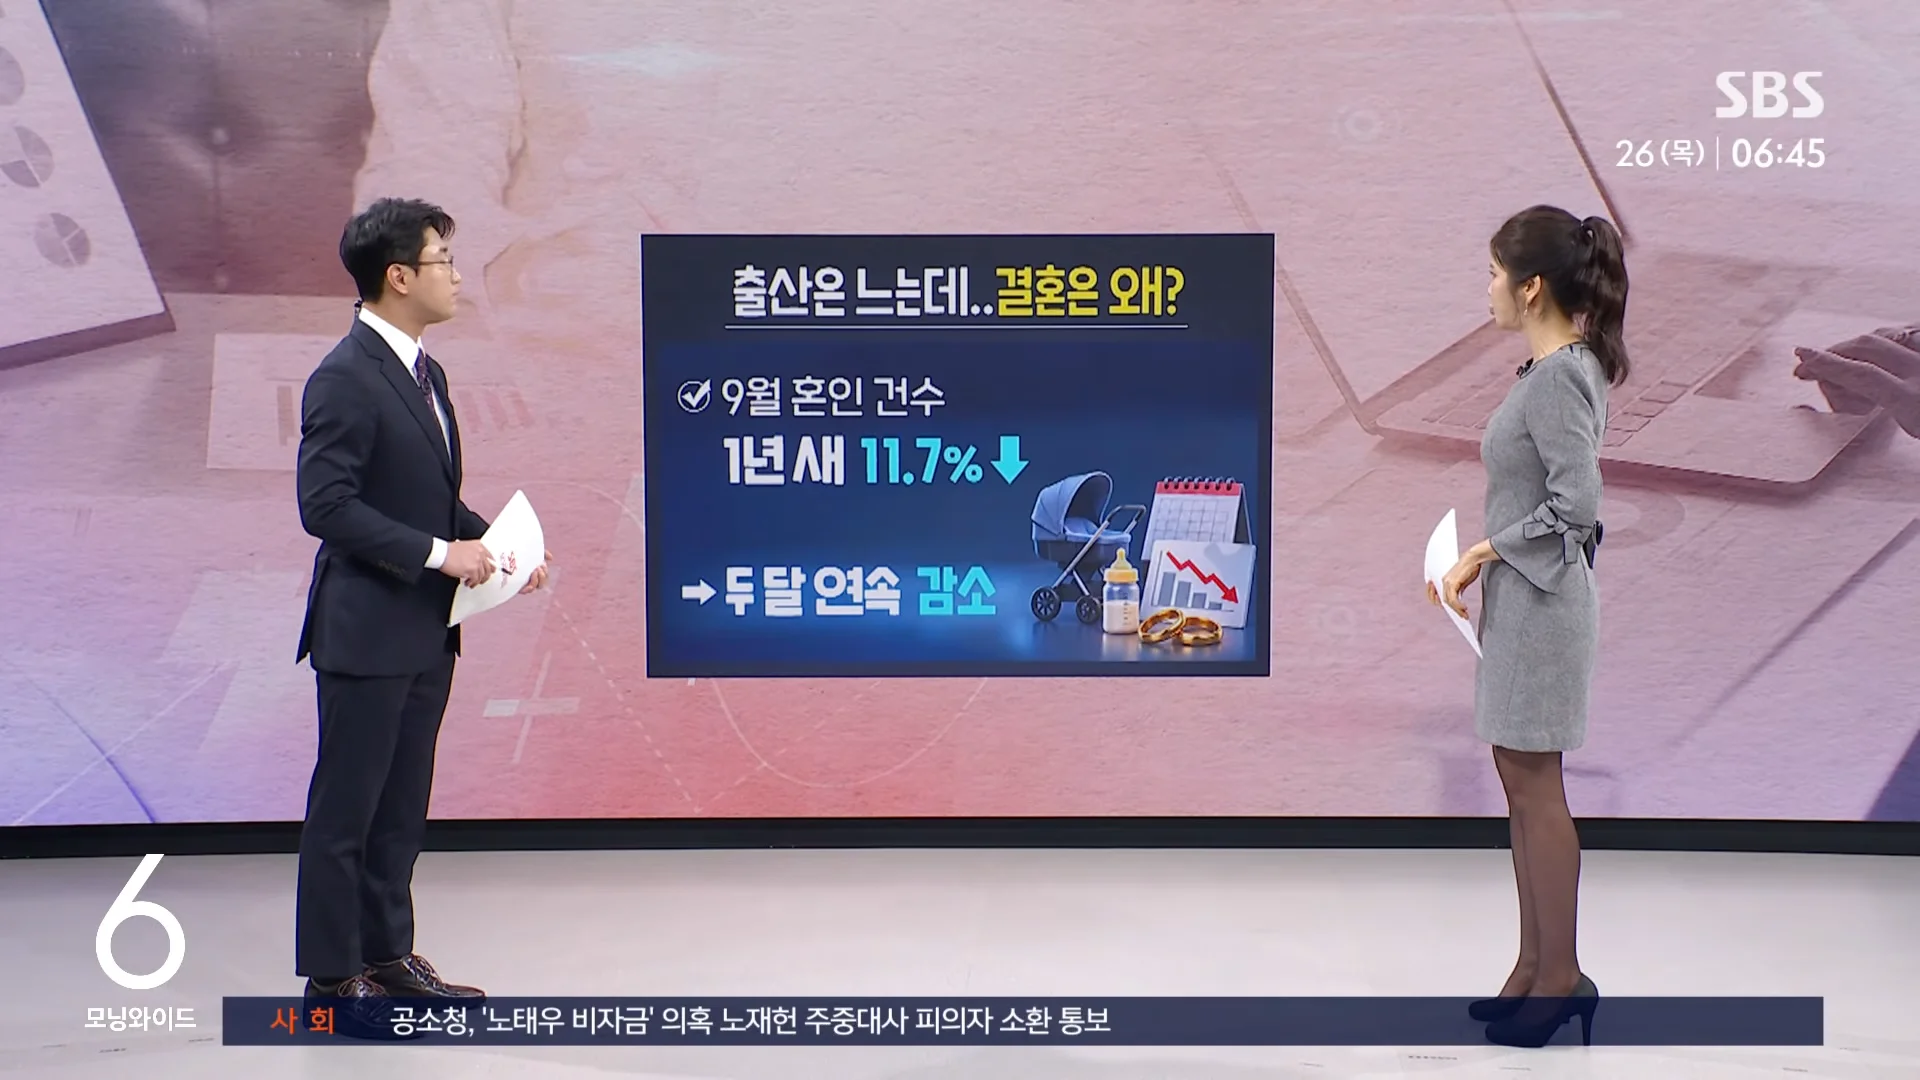 SBS
26(목) | 06:45
출산은 느는데..결혼은 왜?
9월 혼인 건수
1년 새 11.7%
두 달 연속 감소
6
모닝와이드
사회 공소청, '노태우 비자금' 의혹 노재헌 주중대사 피의자 소환 통보